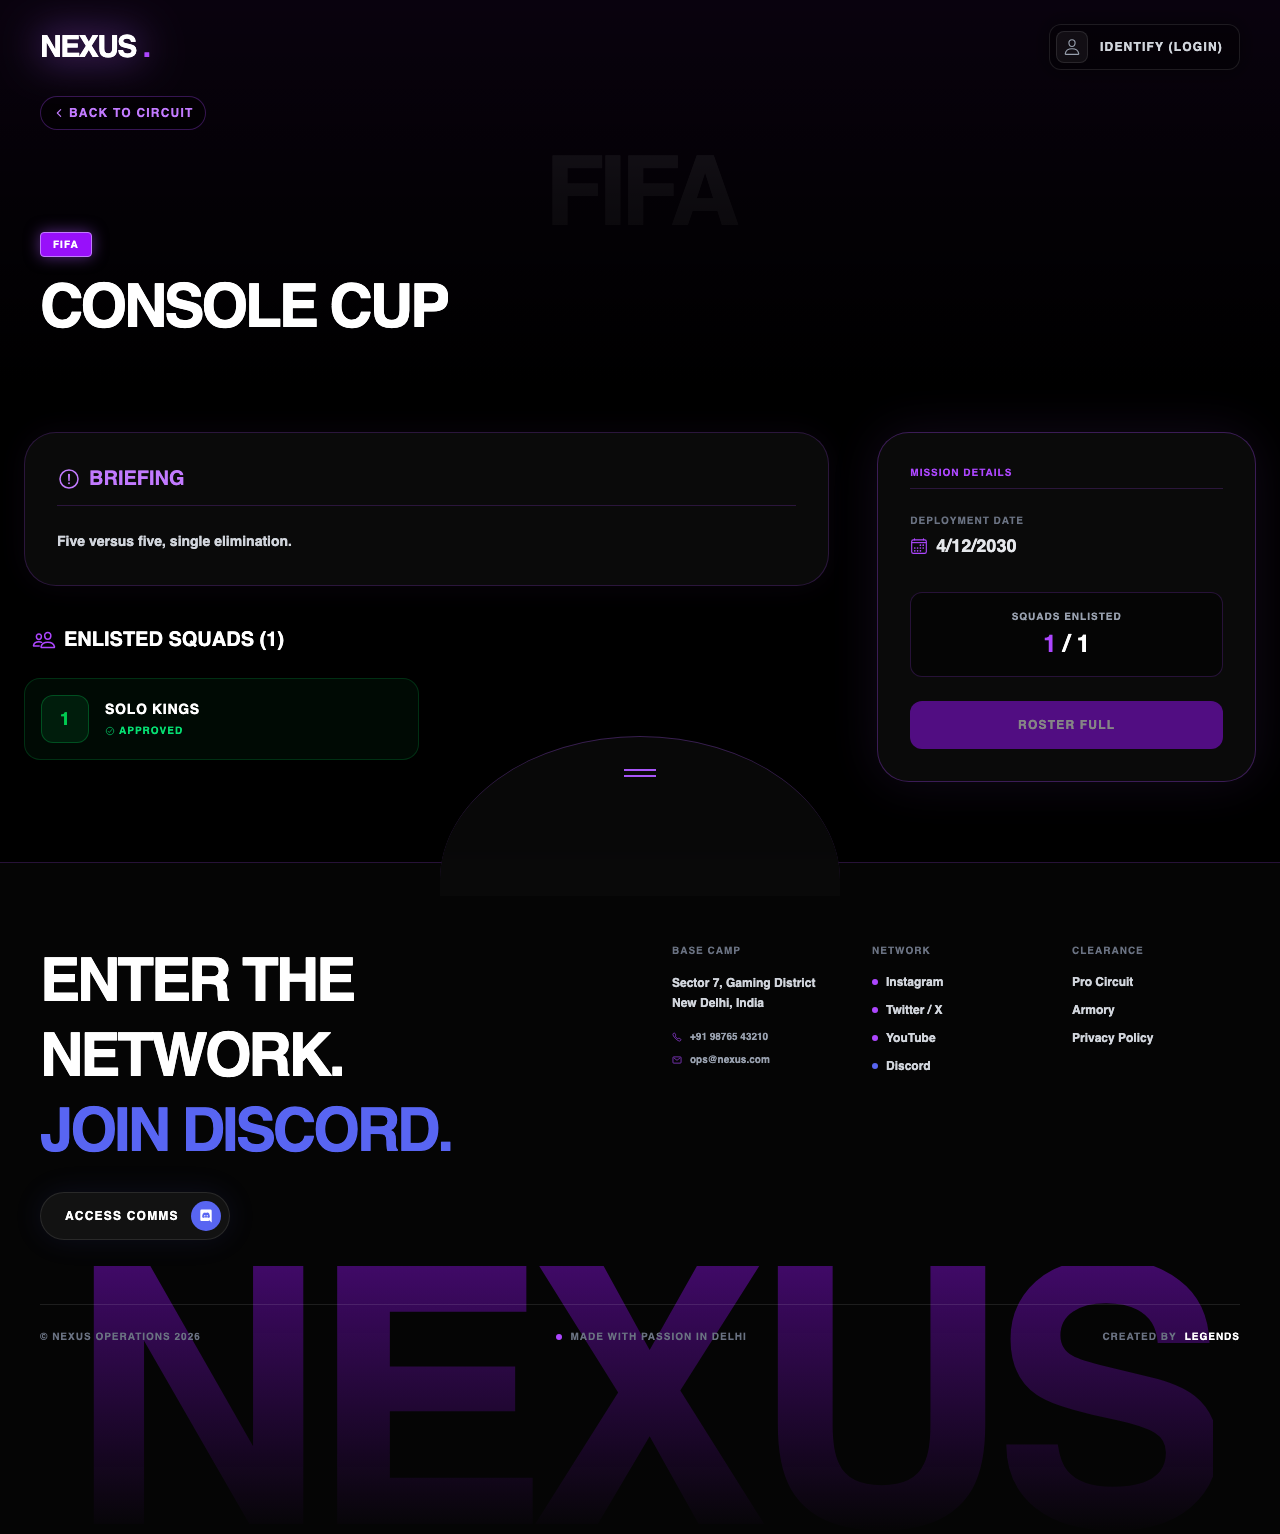 NEXUS .
IDENTIFY (LOGIN)
BACK TO CIRCUIT
FIFA
FIFA
CONSOLE CUP
BRIEFING
Five versus five, single elimination.
ENLISTED SQUADS (1)
1
SOLO KINGS
APPROVED
MISSION DETAILS
DEPLOYMENT DATE
4/12/2030
SQUADS ENLISTED
1 / 1
ROSTER FULL
ENTER THE
NETWORK.
JOIN DISCORD.
ACCESS COMMS
BASE CAMP
Sector 7, Gaming District
New Delhi, India
+91 98765 43210
ops@nexus.com
NETWORK
Instagram
Twitter / X
YouTube
Discord
CLEARANCE
Pro Circuit
Armory
Privacy Policy
NEXUS
© NEXUS OPERATIONS 2026
MADE WITH PASSION IN DELHI
CREATED BY LEGENDS